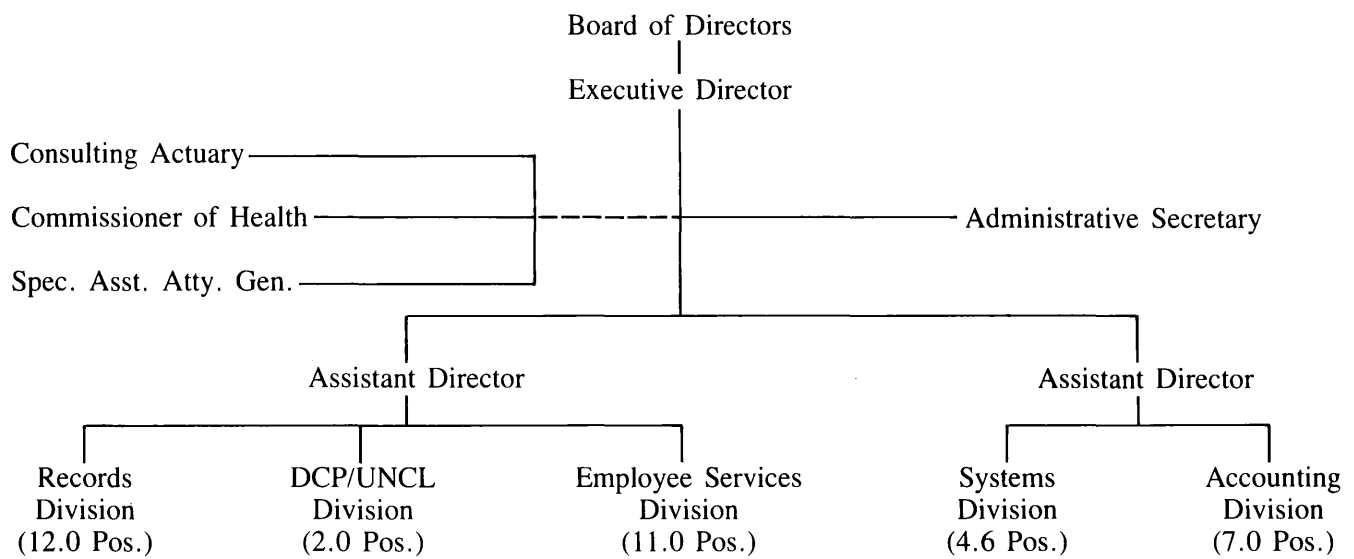 Board of Directors
Executive Director
Consulting Actuary
Commissioner of Health
Administrative Secretary
Spec. Asst. Atty. Gen.
Assistant Director
Assistant Director
Records
Division
(12.0 Pos.)
DCP/UNCL
Division
(2.0 Pos.)
Employee Services
Division
(11.0 Pos.)
Systems
Division
(4.6 Pos.)
Accounting
Division
(7.0 Pos.)